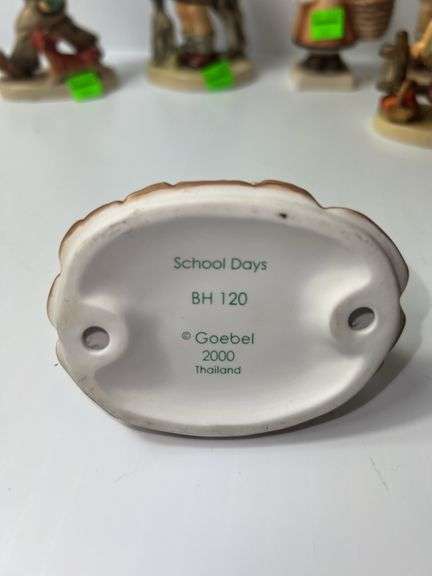 School Days
BH 120
© Goebel
2000
Thailand